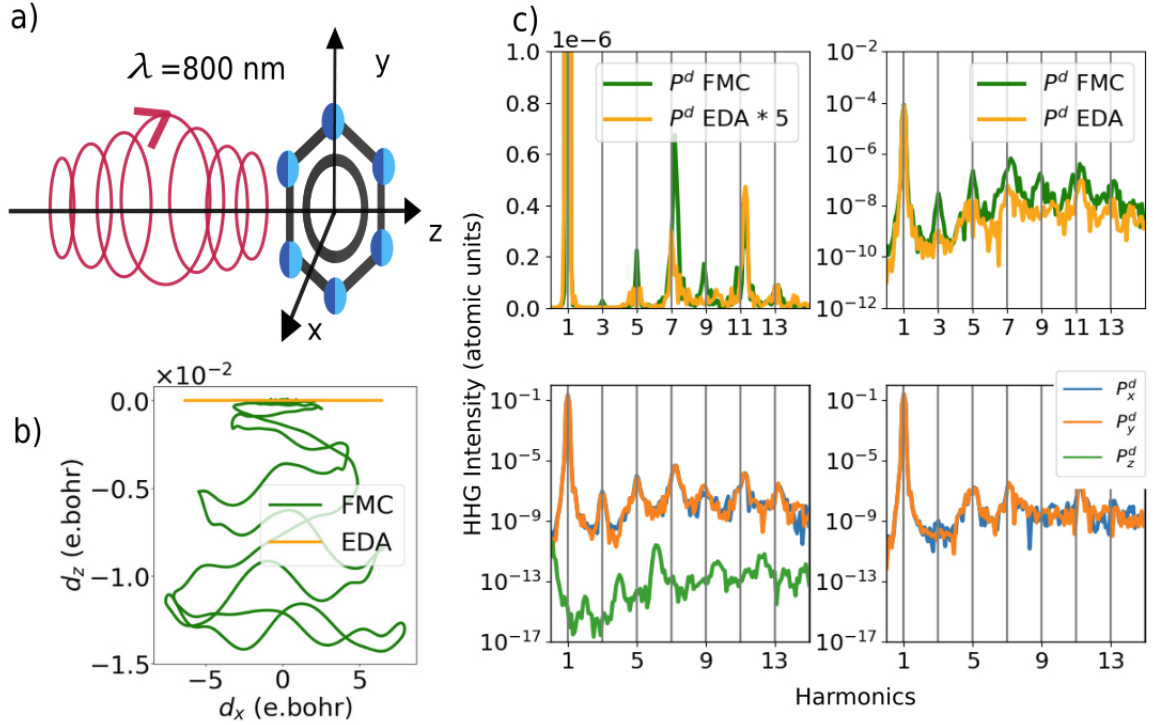 a)
λ =800 nm
y
z
x
b)
×10⁻²
0.0
−0.5
−1.0
−1.5
d_z (e.bohr)
FMC
EDA
−5
0
5
d_x (e.bohr)
c)
HHG Intensity (atomic units)
1e−6
1.0
0.8
0.6
0.4
0.2
0.0
P^d FMC
P^d EDA * 5
1 3 5 7 9 11 13
10⁻²
10⁻⁴
10⁻⁶
10⁻⁸
10⁻¹⁰
10⁻¹²
P^d FMC
P^d EDA
1 3 5 7 9 11 13
10⁻¹
10⁻⁵
10⁻⁹
10⁻¹³
10⁻¹⁷
1 5 9 13
10⁻¹
10⁻⁵
10⁻⁹
10⁻¹³
10⁻¹⁷
P_x^d
P_y^d
P_z^d
1 5 9 13
Harmonics